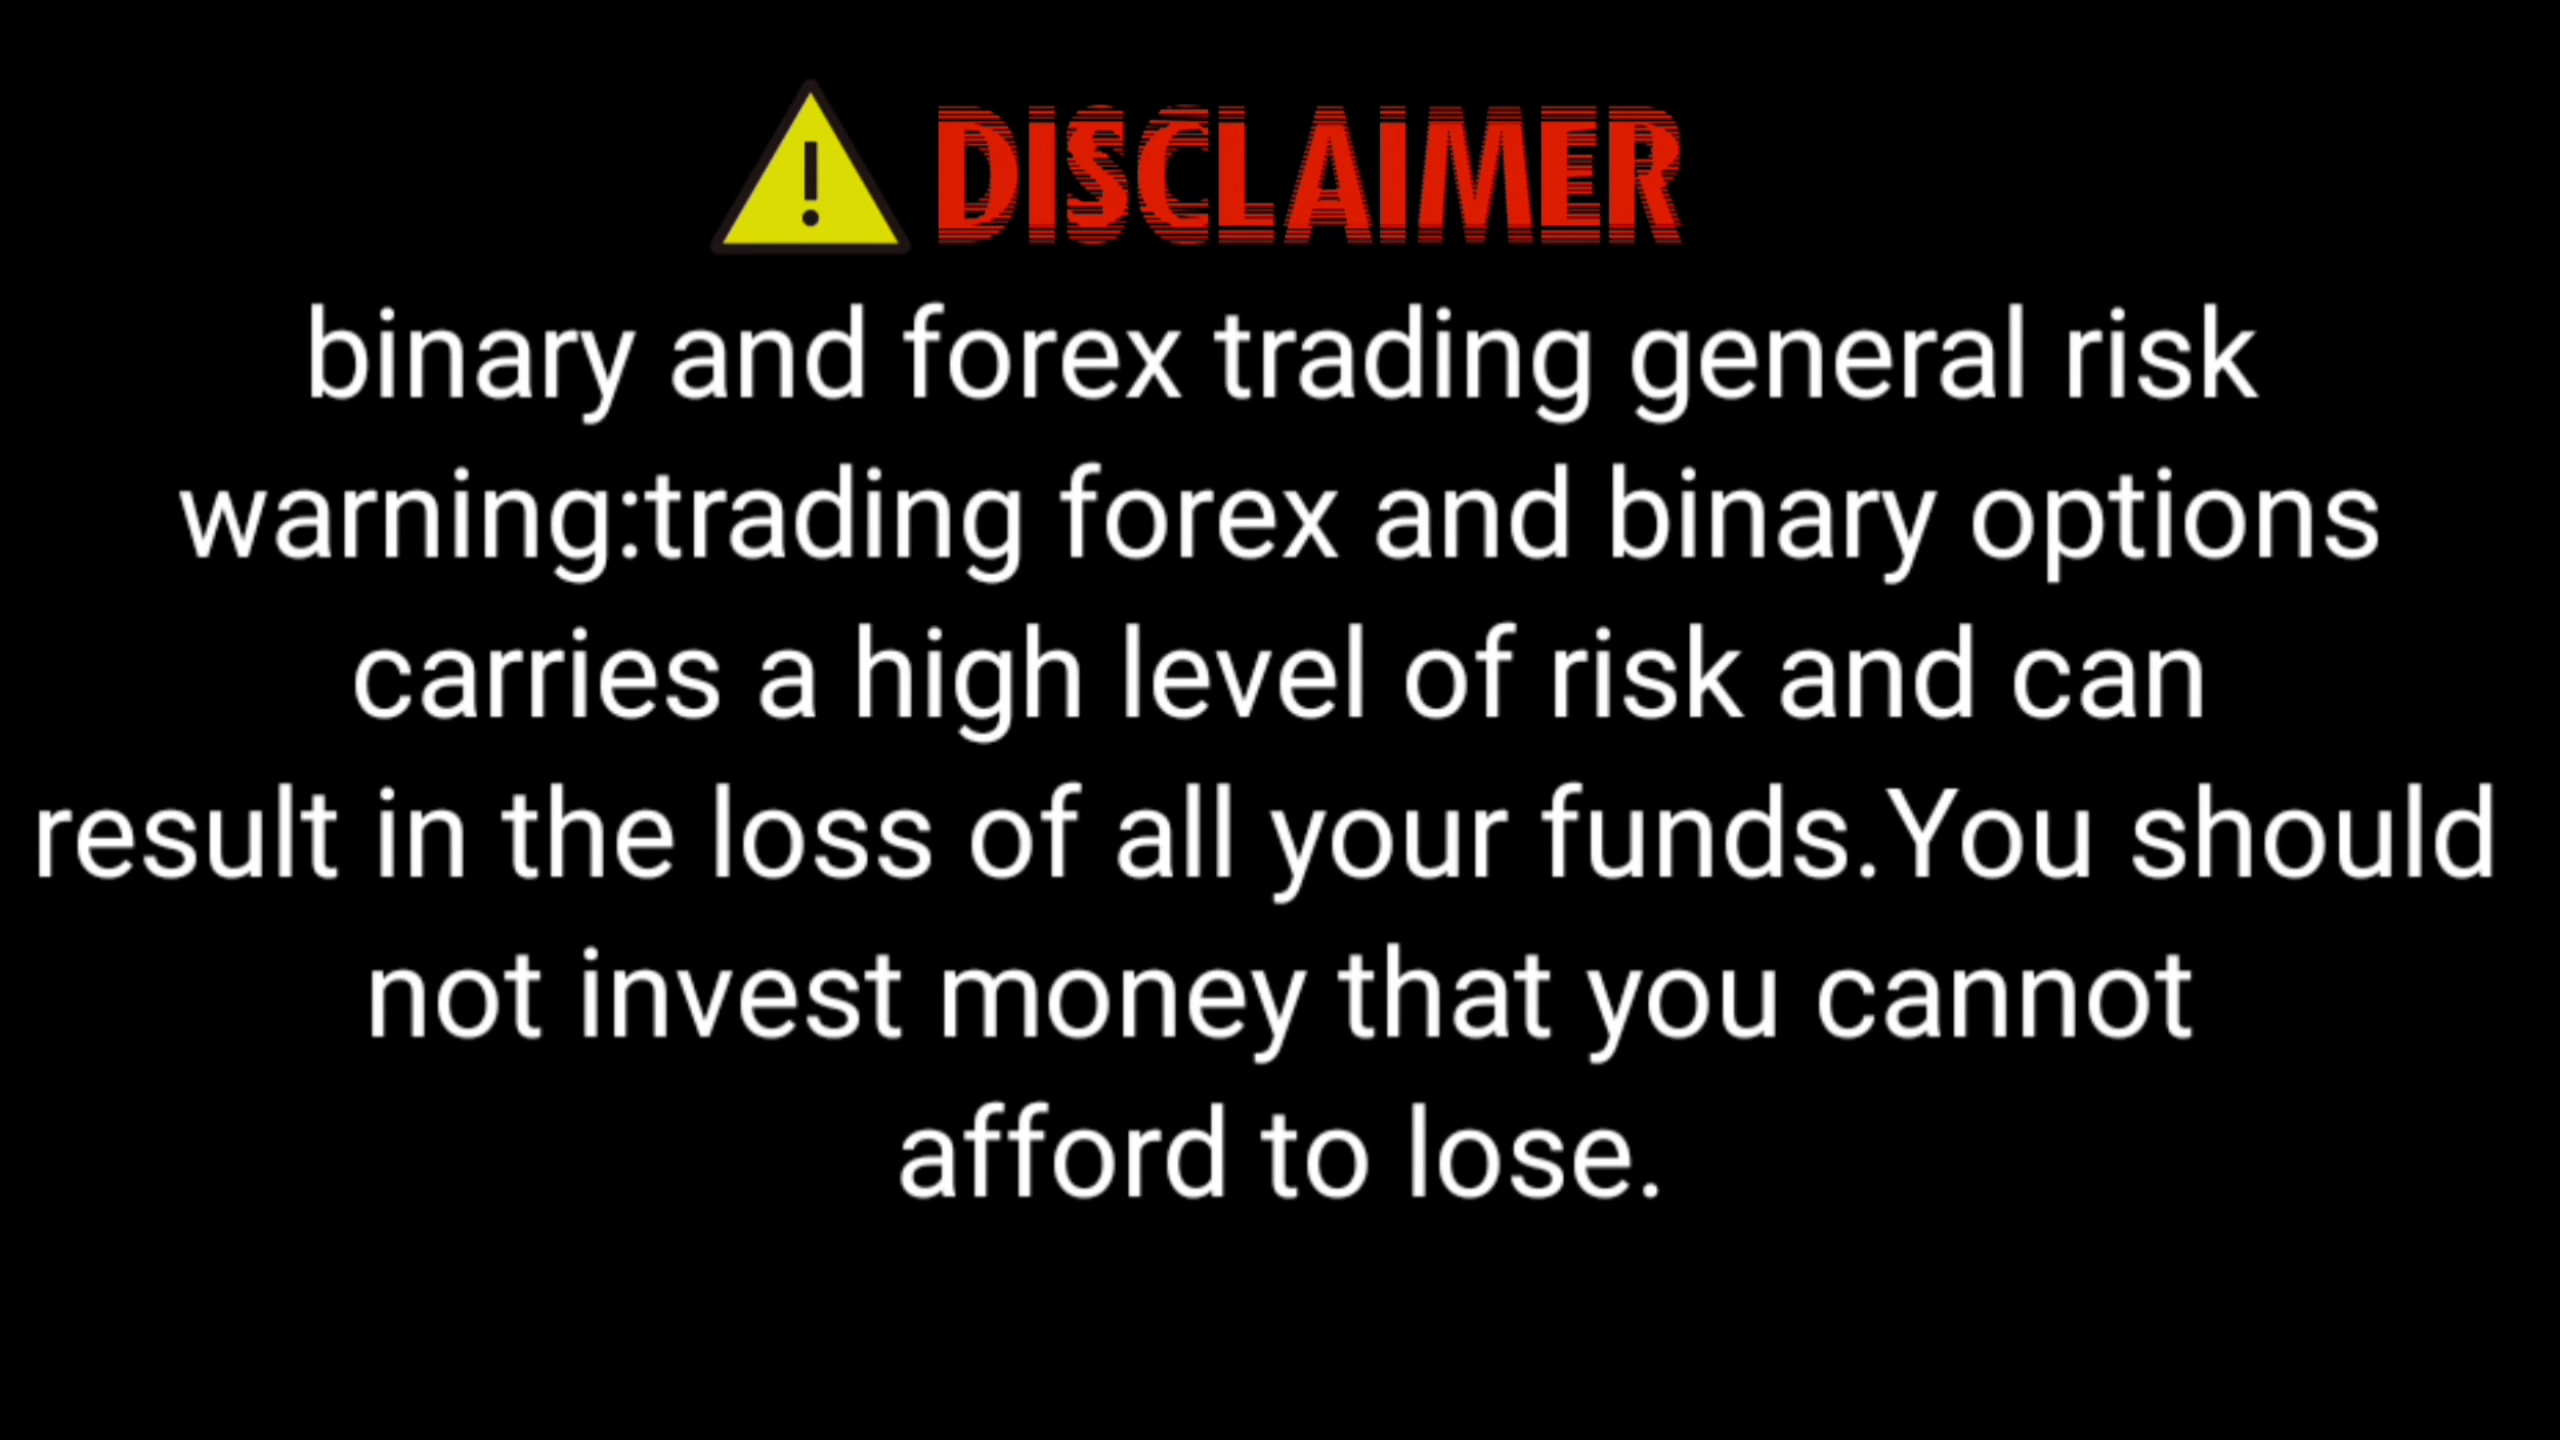 DISCLAIMER
binary and forex trading general risk
warning:trading forex and binary options
carries a high level of risk and can
result in the loss of all your funds.You should
not invest money that you cannot
afford to lose.